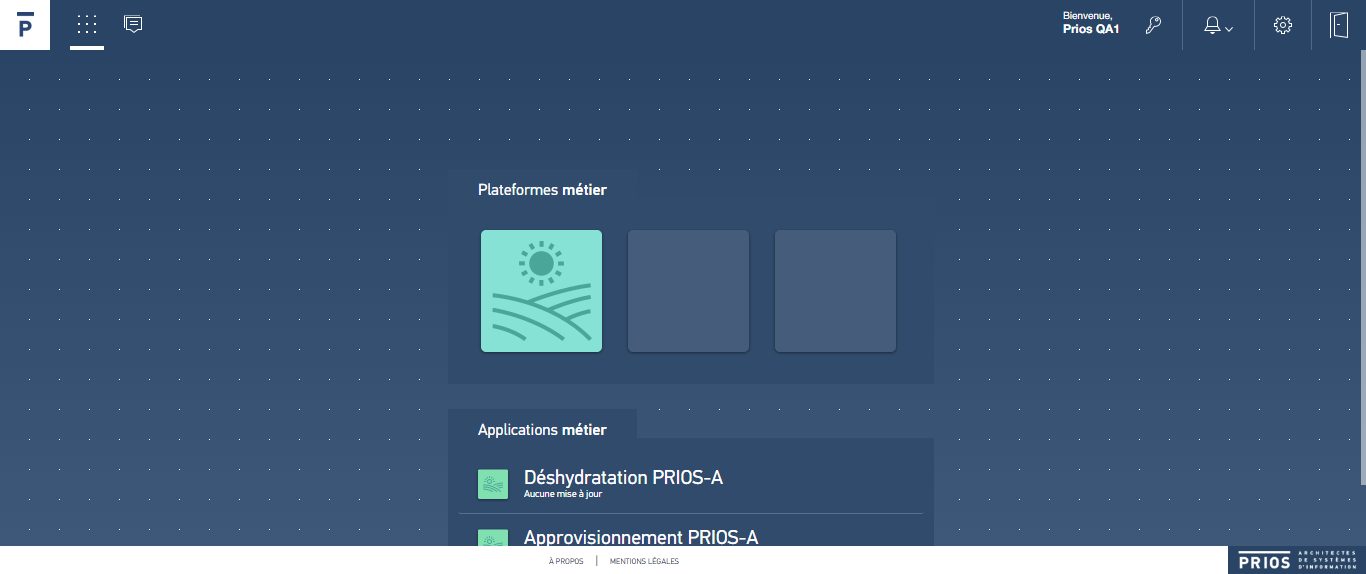 P
Bienvenue,
Prios QA1
Plateformes métier
Applications métier
Déshydratation PRIOS-A
Aucune mise à jour
Approvisionnement PRIOS-A
À PROPOS | MENTIONS LÉGALES
PRIOS
ARCHITECTES
DE SYSTÈMES
D'INFORMATION